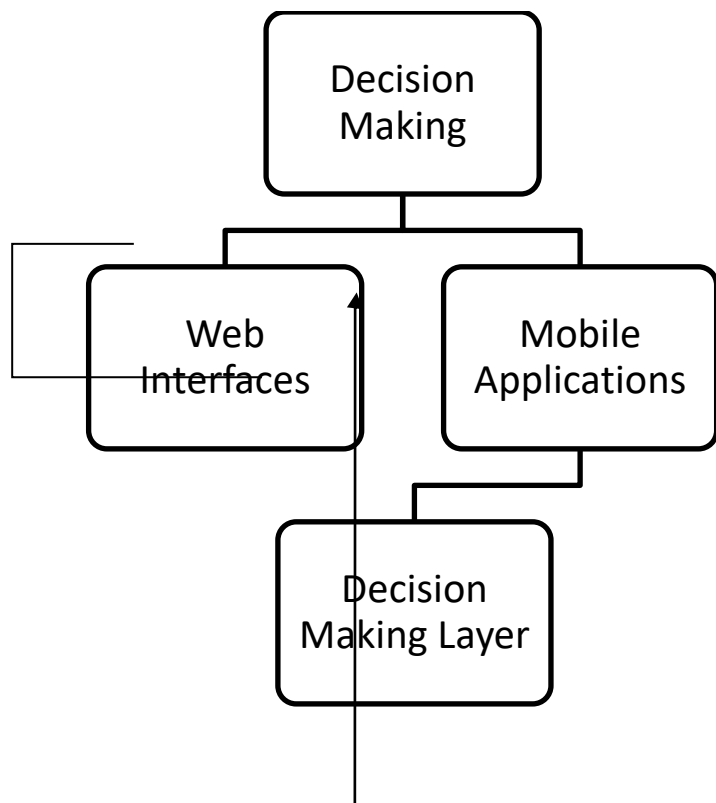 Decision
Making
Web
Interfaces
Mobile
Applications
Decision
Making Layer